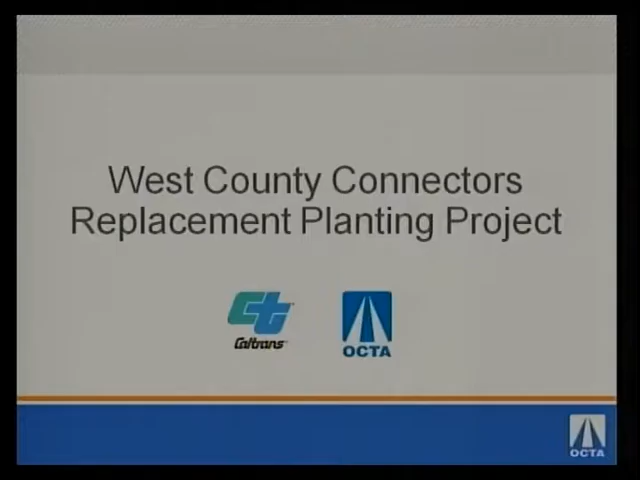 West County Connectors
Replacement Planting Project
Caltrans
OCTA
OCTA